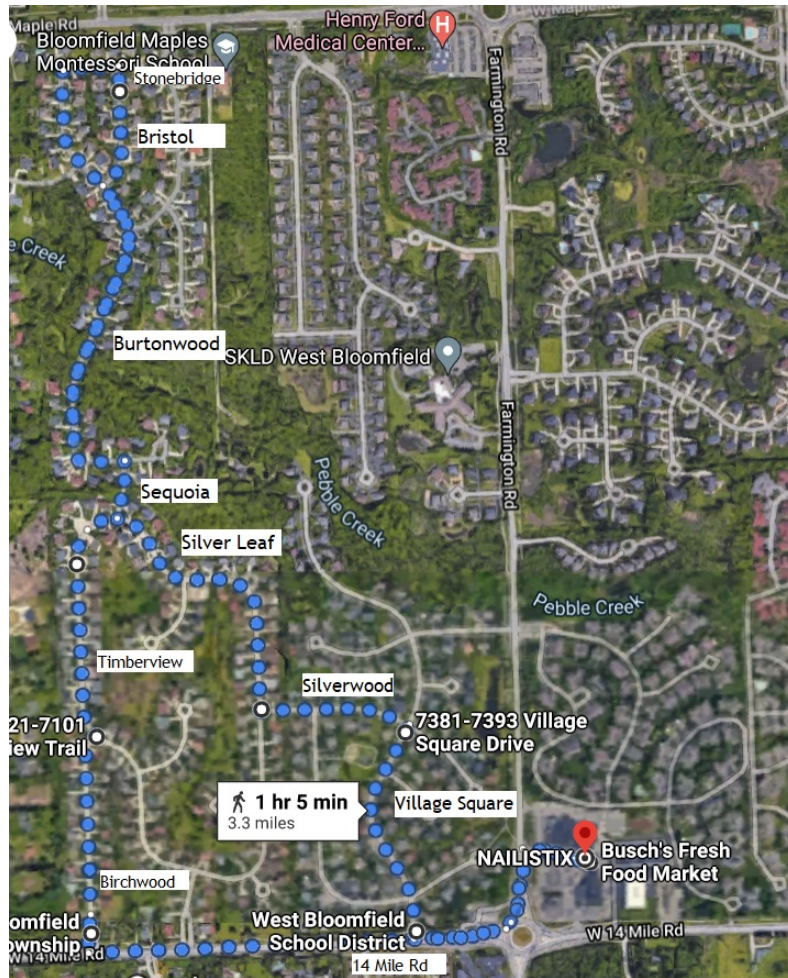 Maple Rd
W Maple Rd
Henry Ford
Medical Center...
H
Bloomfield Maples
Montessori School
Stonebridge
Farmington Rd
Bristol
Creek
Burtonwood
SKLD West Bloomfield
Farmington Rd
Pebble Creek
Sequoia
Silver Leaf
Pebble Creek
Timberview
Silverwood
21-7101
iew Trail
7381-7393 Village
Square Drive
1 hr 5 min
3.3 miles
Village Square
NAILISTIX
Busch's Fresh
Food Market
Birchwood
omfield
ownship
West Bloomfield
School District
W 14 Mile Rd
W 14 Mile Rd
14 Mile Rd